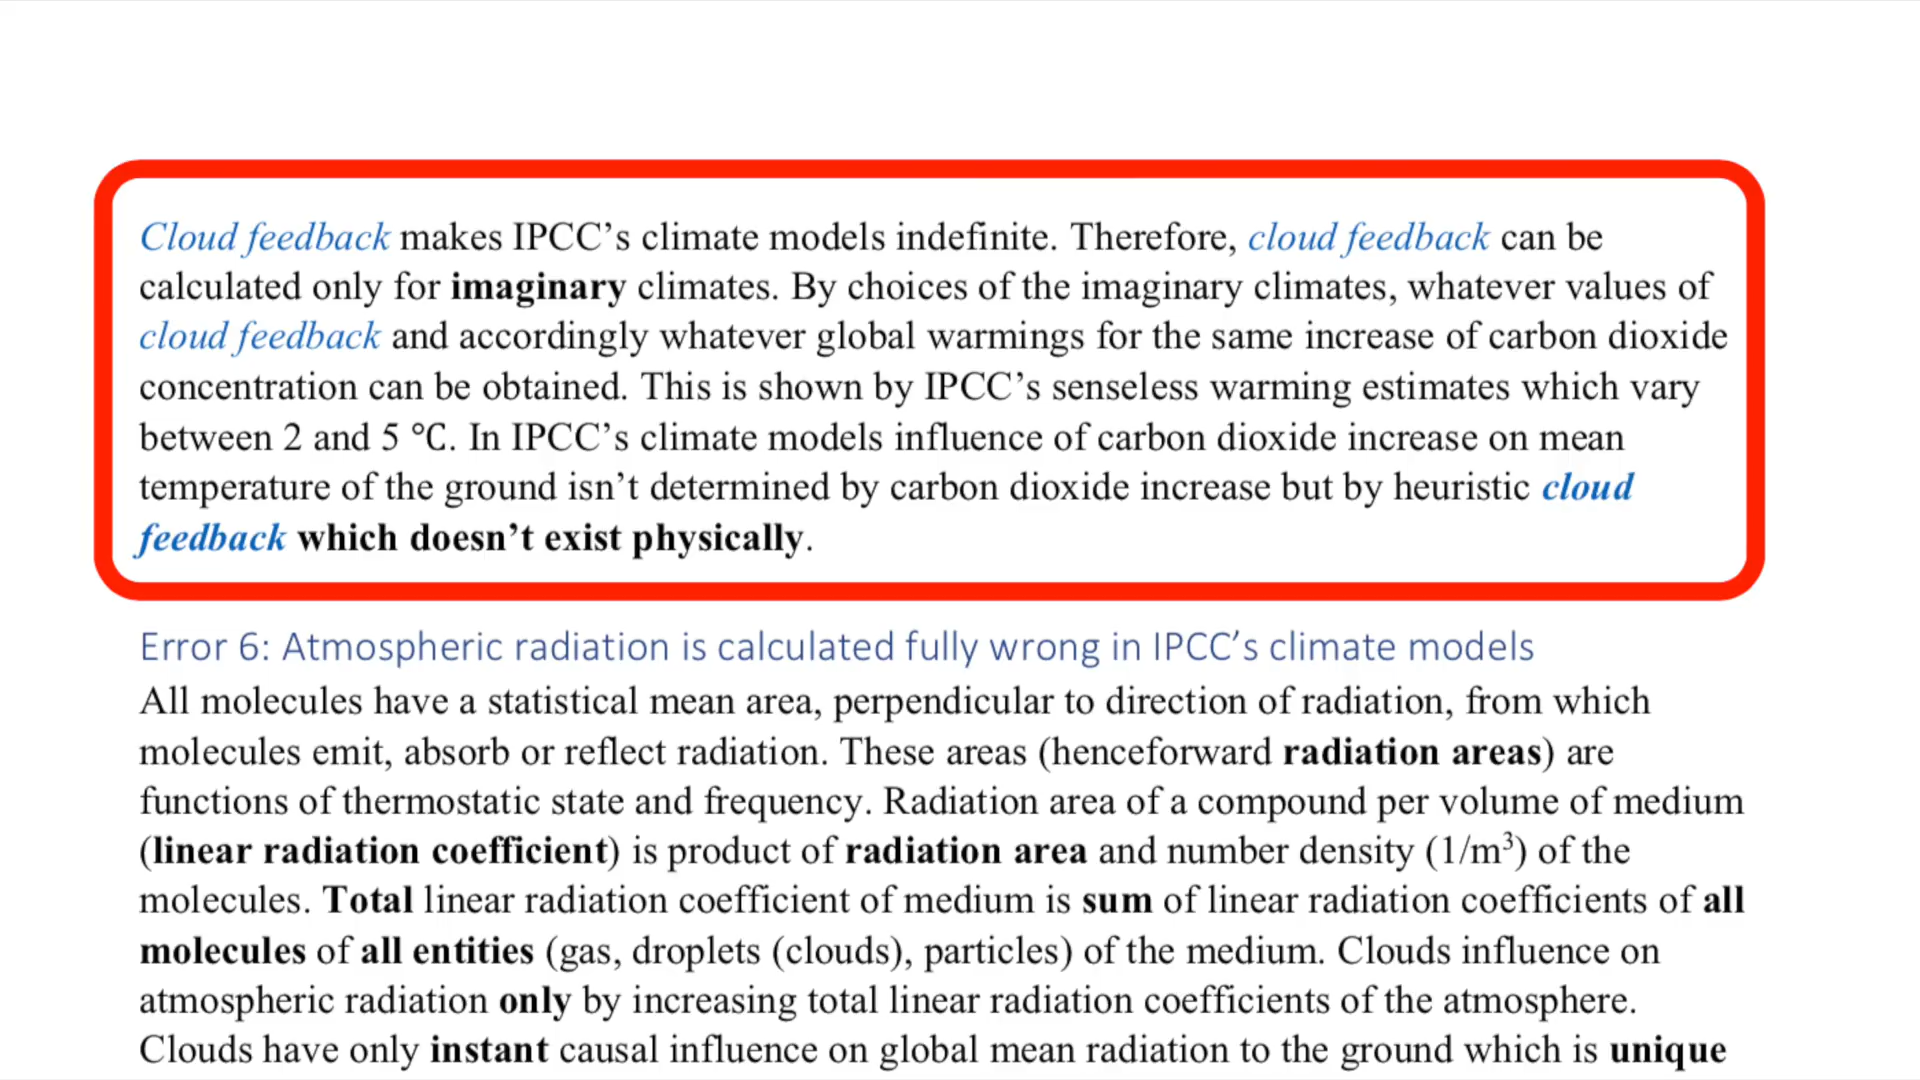 Cloud feedback makes IPCC’s climate models indefinite. Therefore, cloud feedback can be
calculated only for imaginary climates. By choices of the imaginary climates, whatever values of
cloud feedback and accordingly whatever global warmings for the same increase of carbon dioxide
concentration can be obtained. This is shown by IPCC’s senseless warming estimates which vary
between 2 and 5 °C. In IPCC’s climate models influence of carbon dioxide increase on mean
temperature of the ground isn’t determined by carbon dioxide increase but by heuristic cloud
feedback which doesn’t exist physically.
Error 6: Atmospheric radiation is calculated fully wrong in IPCC’s climate models
All molecules have a statistical mean area, perpendicular to direction of radiation, from which
molecules emit, absorb or reflect radiation. These areas (henceforward radiation areas) are
functions of thermostatic state and frequency. Radiation area of a compound per volume of medium
(linear radiation coefficient) is product of radiation area and number density (1/m³) of the
molecules. Total linear radiation coefficient of medium is sum of linear radiation coefficients of all
molecules of all entities (gas, droplets (clouds), particles) of the medium. Clouds influence on
atmospheric radiation only by increasing total linear radiation coefficients of the atmosphere.
Clouds have only instant causal influence on global mean radiation to the ground which is unique